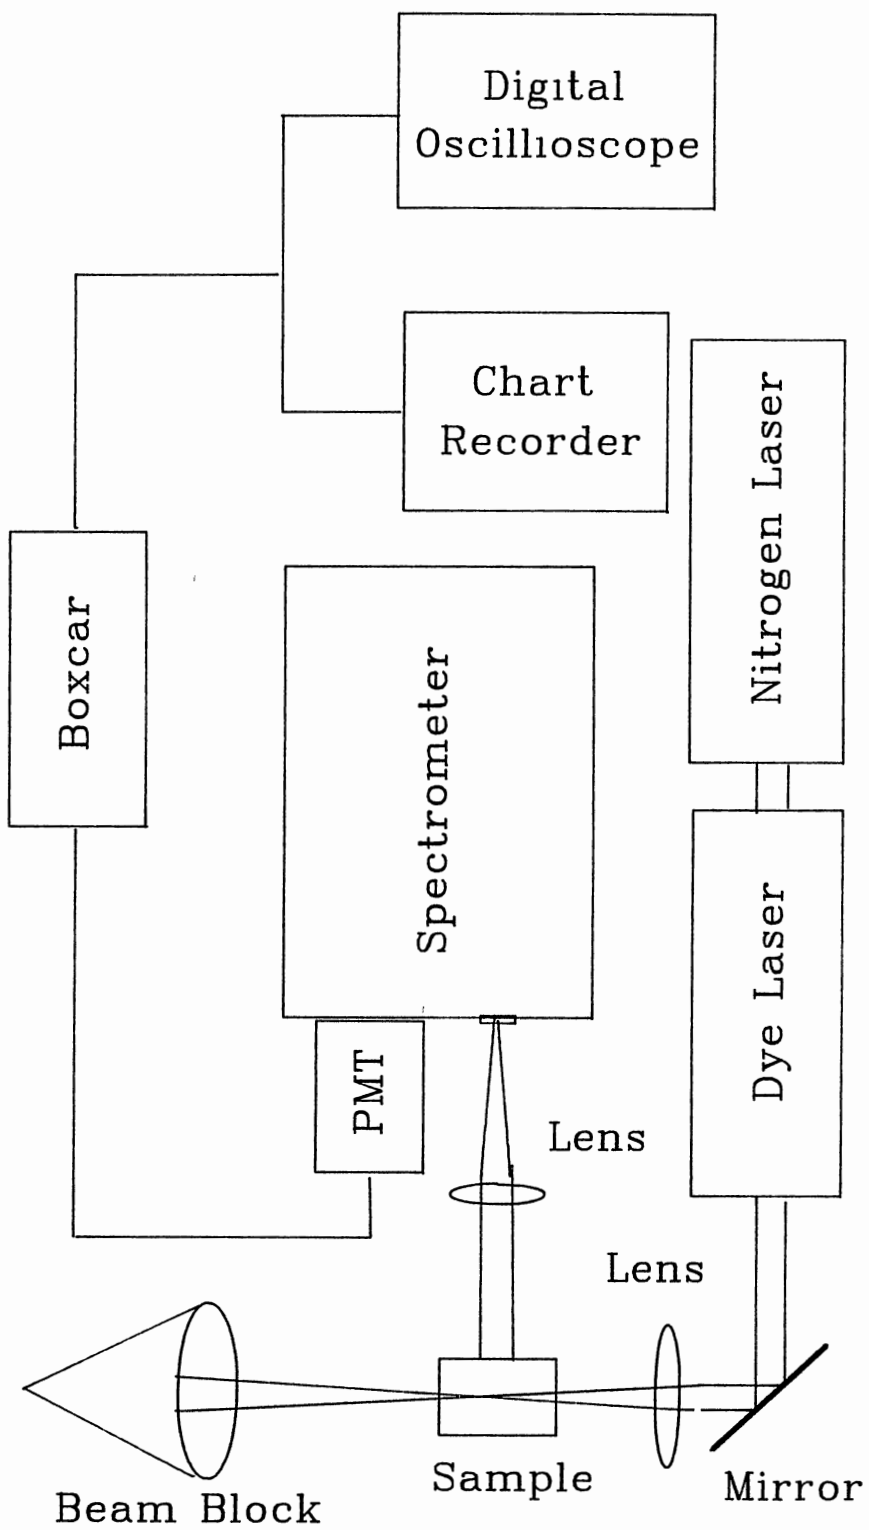 Digital
Oscillioscope
Chart
Recorder
Nitrogen Laser
Boxcar
Spectrometer
Dye Laser
PMT
Lens
Lens
Sample
Mirror
Beam Block